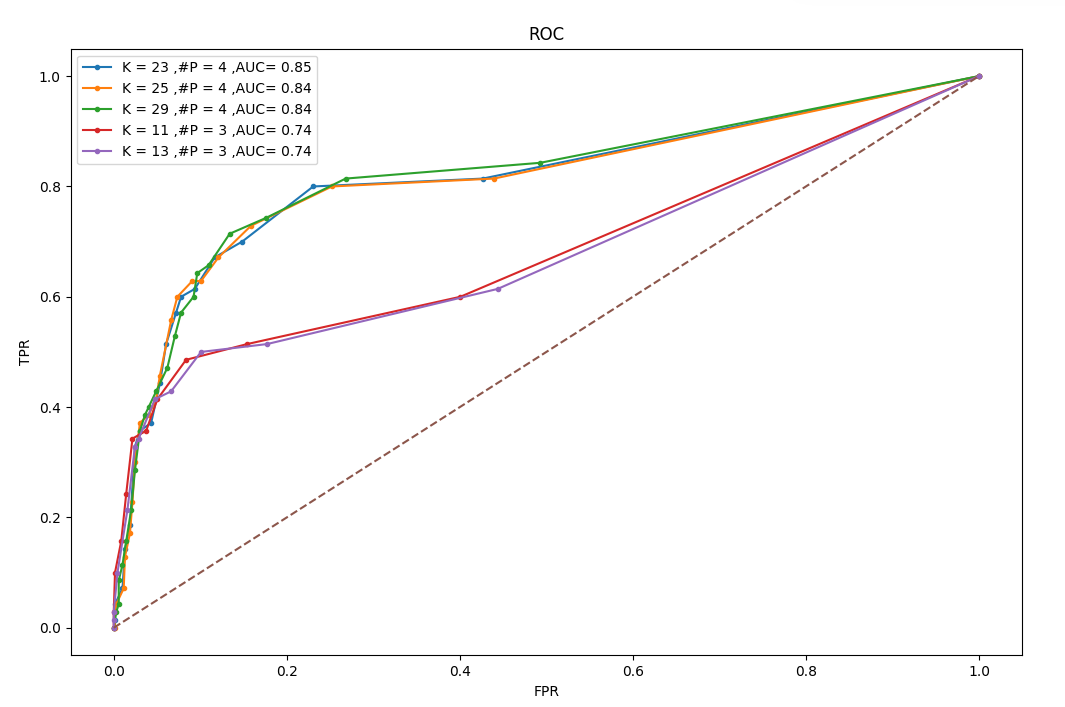 ROC
K = 23 ,#P = 4 ,AUC= 0.85
K = 25 ,#P = 4 ,AUC= 0.84
K = 29 ,#P = 4 ,AUC= 0.84
K = 11 ,#P = 3 ,AUC= 0.74
K = 13 ,#P = 3 ,AUC= 0.74
1.0
0.8
0.6
0.4
0.2
0.0
TPR
0.0 0.2 0.4 0.6 0.8 1.0
FPR